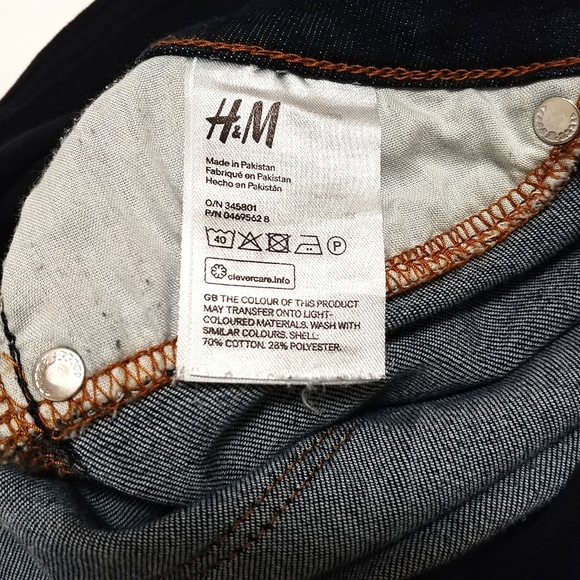 H&M
Made in Pakistan
Fabriqué en Pakistan
Hecho en Pakistán
O/N 345801
P/N 0469562 8
40 P
clevercare.info
GB THE COLOUR OF THIS PRODUCT
MAY TRANSFER ONTO LIGHT-
COLOURED MATERIALS. WASH WITH
SIMILAR COLOURS. SHELL:
70% COTTON. 28% POLYESTER.